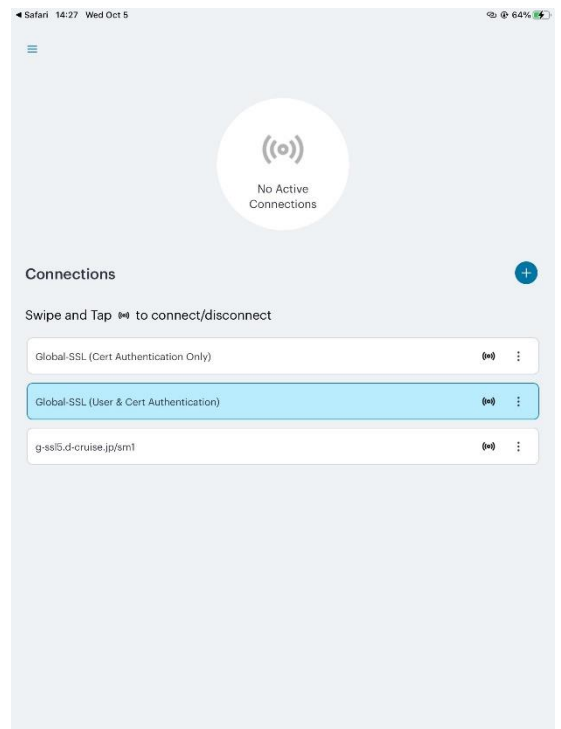 Safari 14:27 Wed Oct 5 64%
No Active
Connections
Connections
Swipe and Tap to connect/disconnect
Global-SSL (Cert Authentication Only)
Global-SSL (User & Cert Authentication)
g-ssl5.d-cruise.jp/sm1